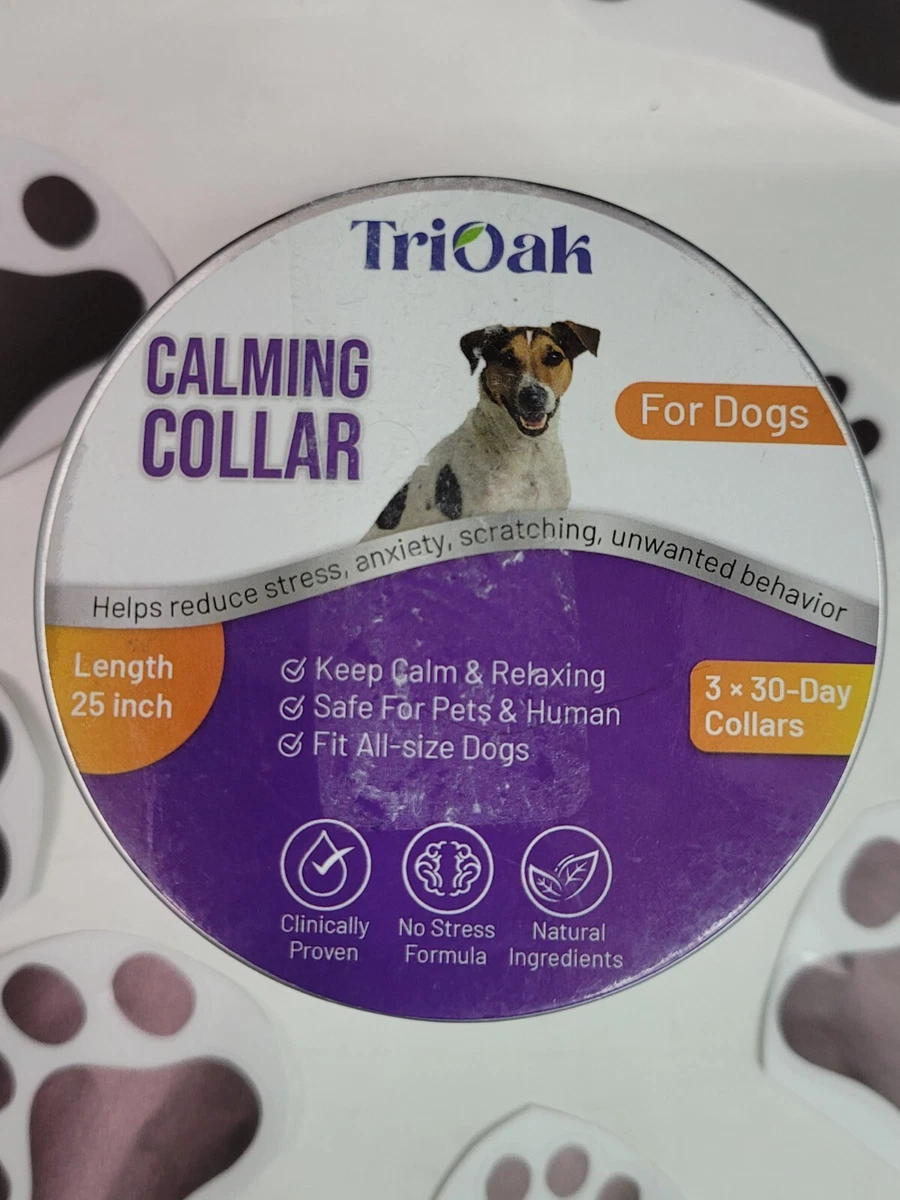 TriOak
CALMING
COLLAR
For Dogs
Helps reduce stress, anxiety, scratching, unwanted behavior
Length
25 inch
Keep Calm & Relaxing
Safe For Pets & Human
Fit All-size Dogs
3 × 30-Day
Collars
Clinically
Proven
No Stress
Formula
Natural
Ingredients